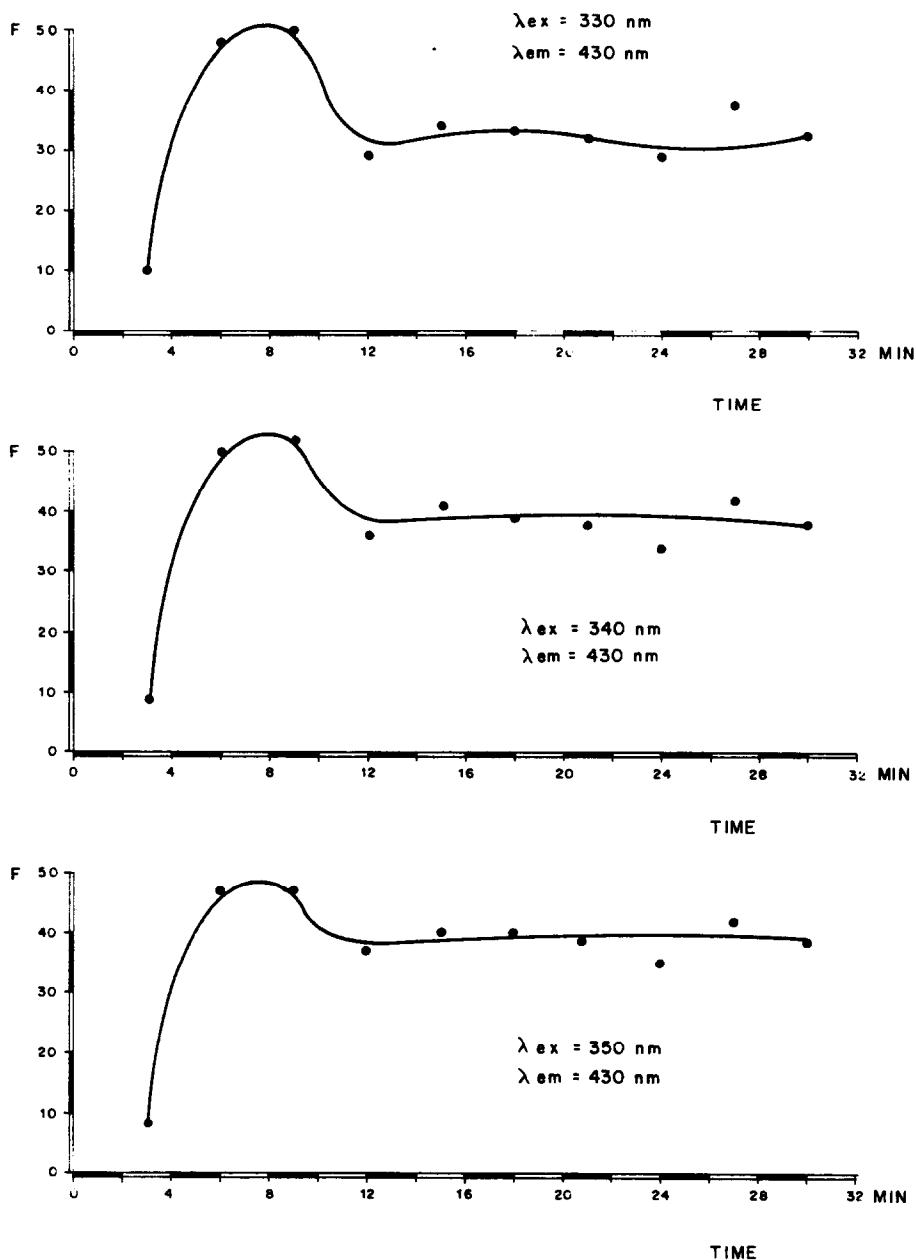 λex = 330 nm
λem = 430 nm
F
50
40
30
20
10
0
0 4 8 12 16 24 28 32 MIN
TIME
F
50
40
30
20
10
0
0 4 8 12 16 20 24 28 MIN
λex = 340 nm
λem = 430 nm
TIME
F
50
40
30
20
10
0
4 8 12 16 20 24 28 32 MIN
λex = 350 nm
λem = 430 nm
TIME